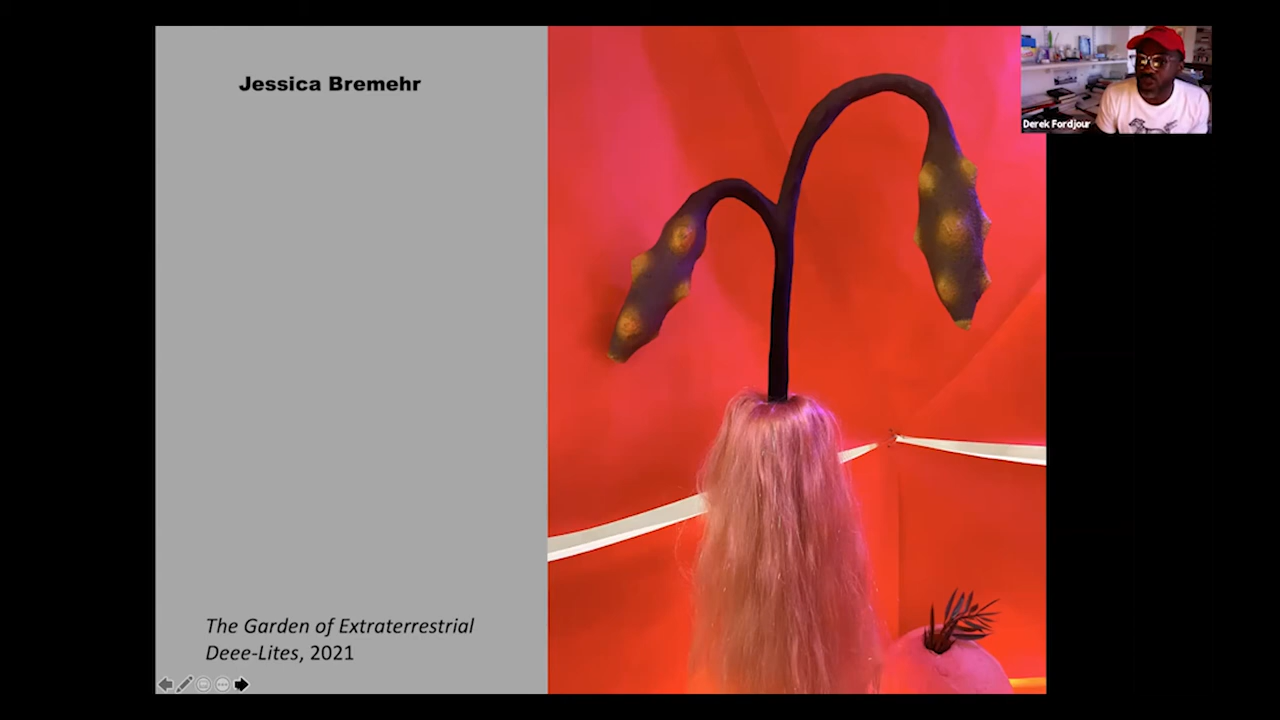 Jessica Bremehr
Derek Fordjour
The Garden of Extraterrestrial
Deee-Lites, 2021